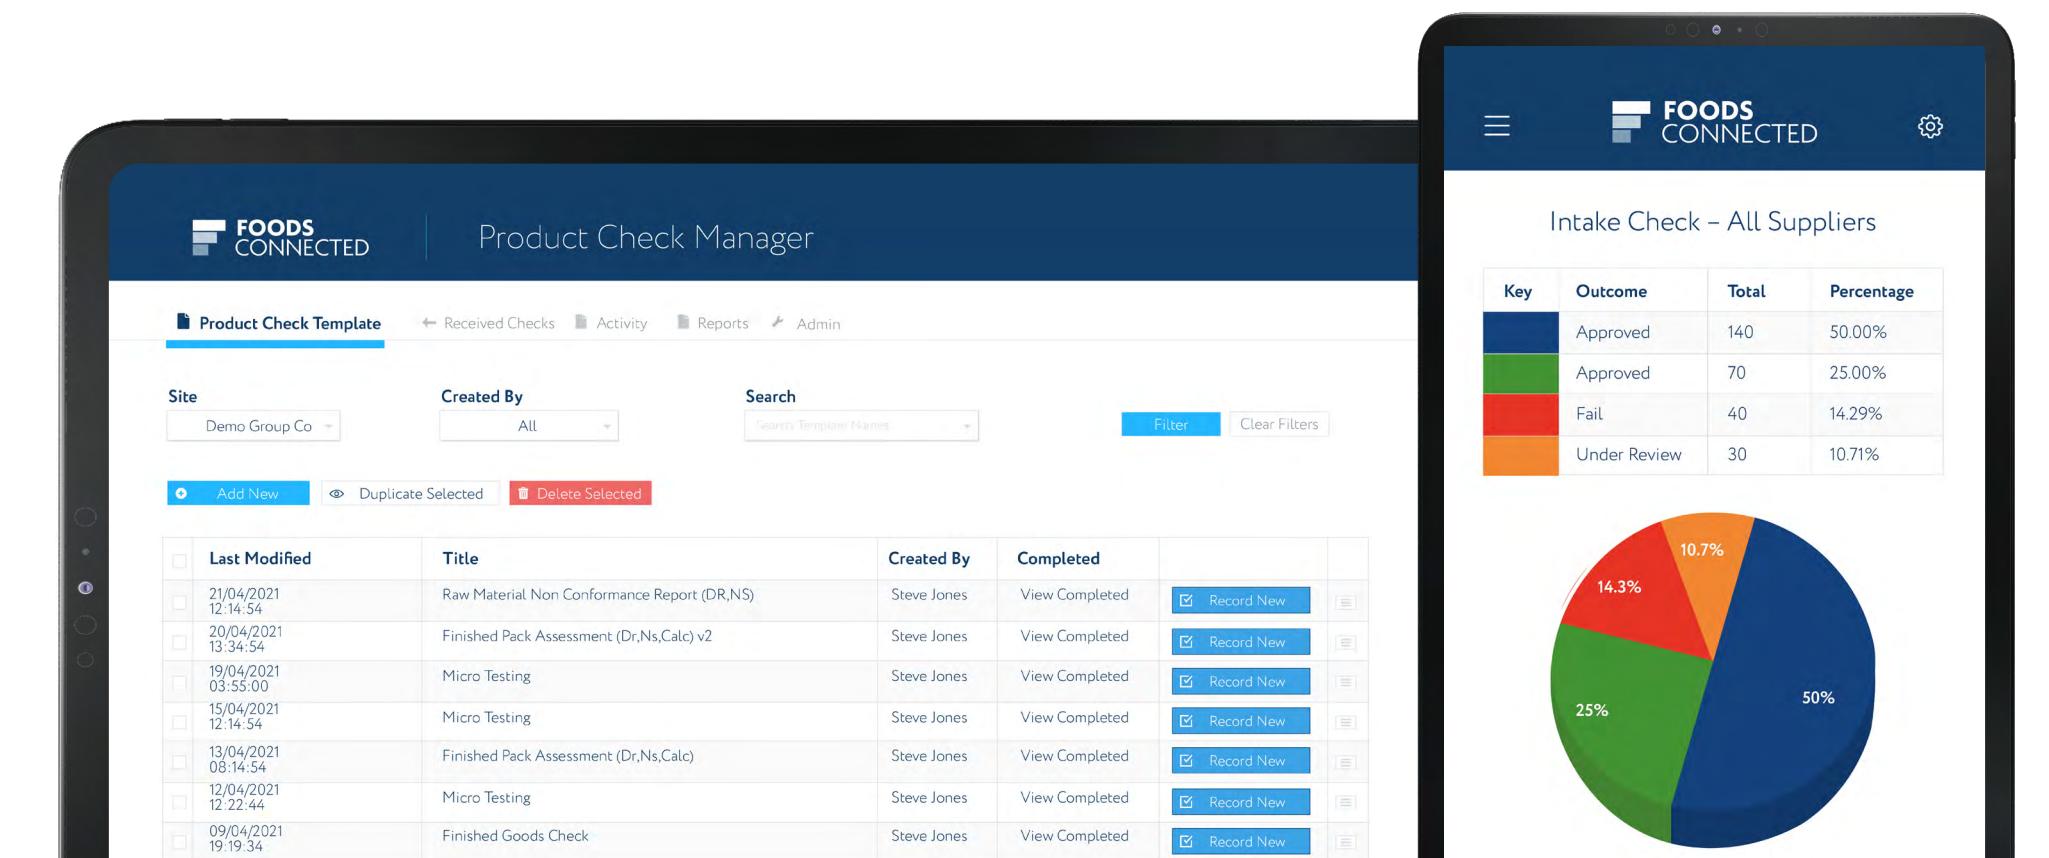 FOODS
CONNECTED
Product Check Manager
Product Check Template
Received Checks
Activity
Reports
Admin
Site
Created By
Search
Demo Group Co
All
Search Template Names
Filter
Clear Filters
Add New
Duplicate Selected
Delete Selected
Last Modified Title Created By Completed
21/04/2021
12:14:54
Raw Material Non Conformance Report (DR,NS) Steve Jones View Completed Record New
20/04/2021
13:34:54
Finished Pack Assessment (Dr,Ns,Calc) v2 Steve Jones View Completed Record New
19/04/2021
03:55:00
Micro Testing Steve Jones View Completed Record New
15/04/2021
12:14:54
Micro Testing Steve Jones View Completed Record New
13/04/2021
08:14:54
Finished Pack Assessment (Dr,Ns,Calc) Steve Jones View Completed Record New
12/04/2021
12:22:44
Micro Testing Steve Jones View Completed Record New
09/04/2021
19:19:34
Finished Goods Check Steve Jones View Completed Record New
FOODS
CONNECTED
Intake Check – All Suppliers
Key Outcome Total Percentage
Approved 140 50.00%
Approved 70 25.00%
Fail 40 14.29%
Under Review 30 10.71%
10.7%
14.3%
50%
25%